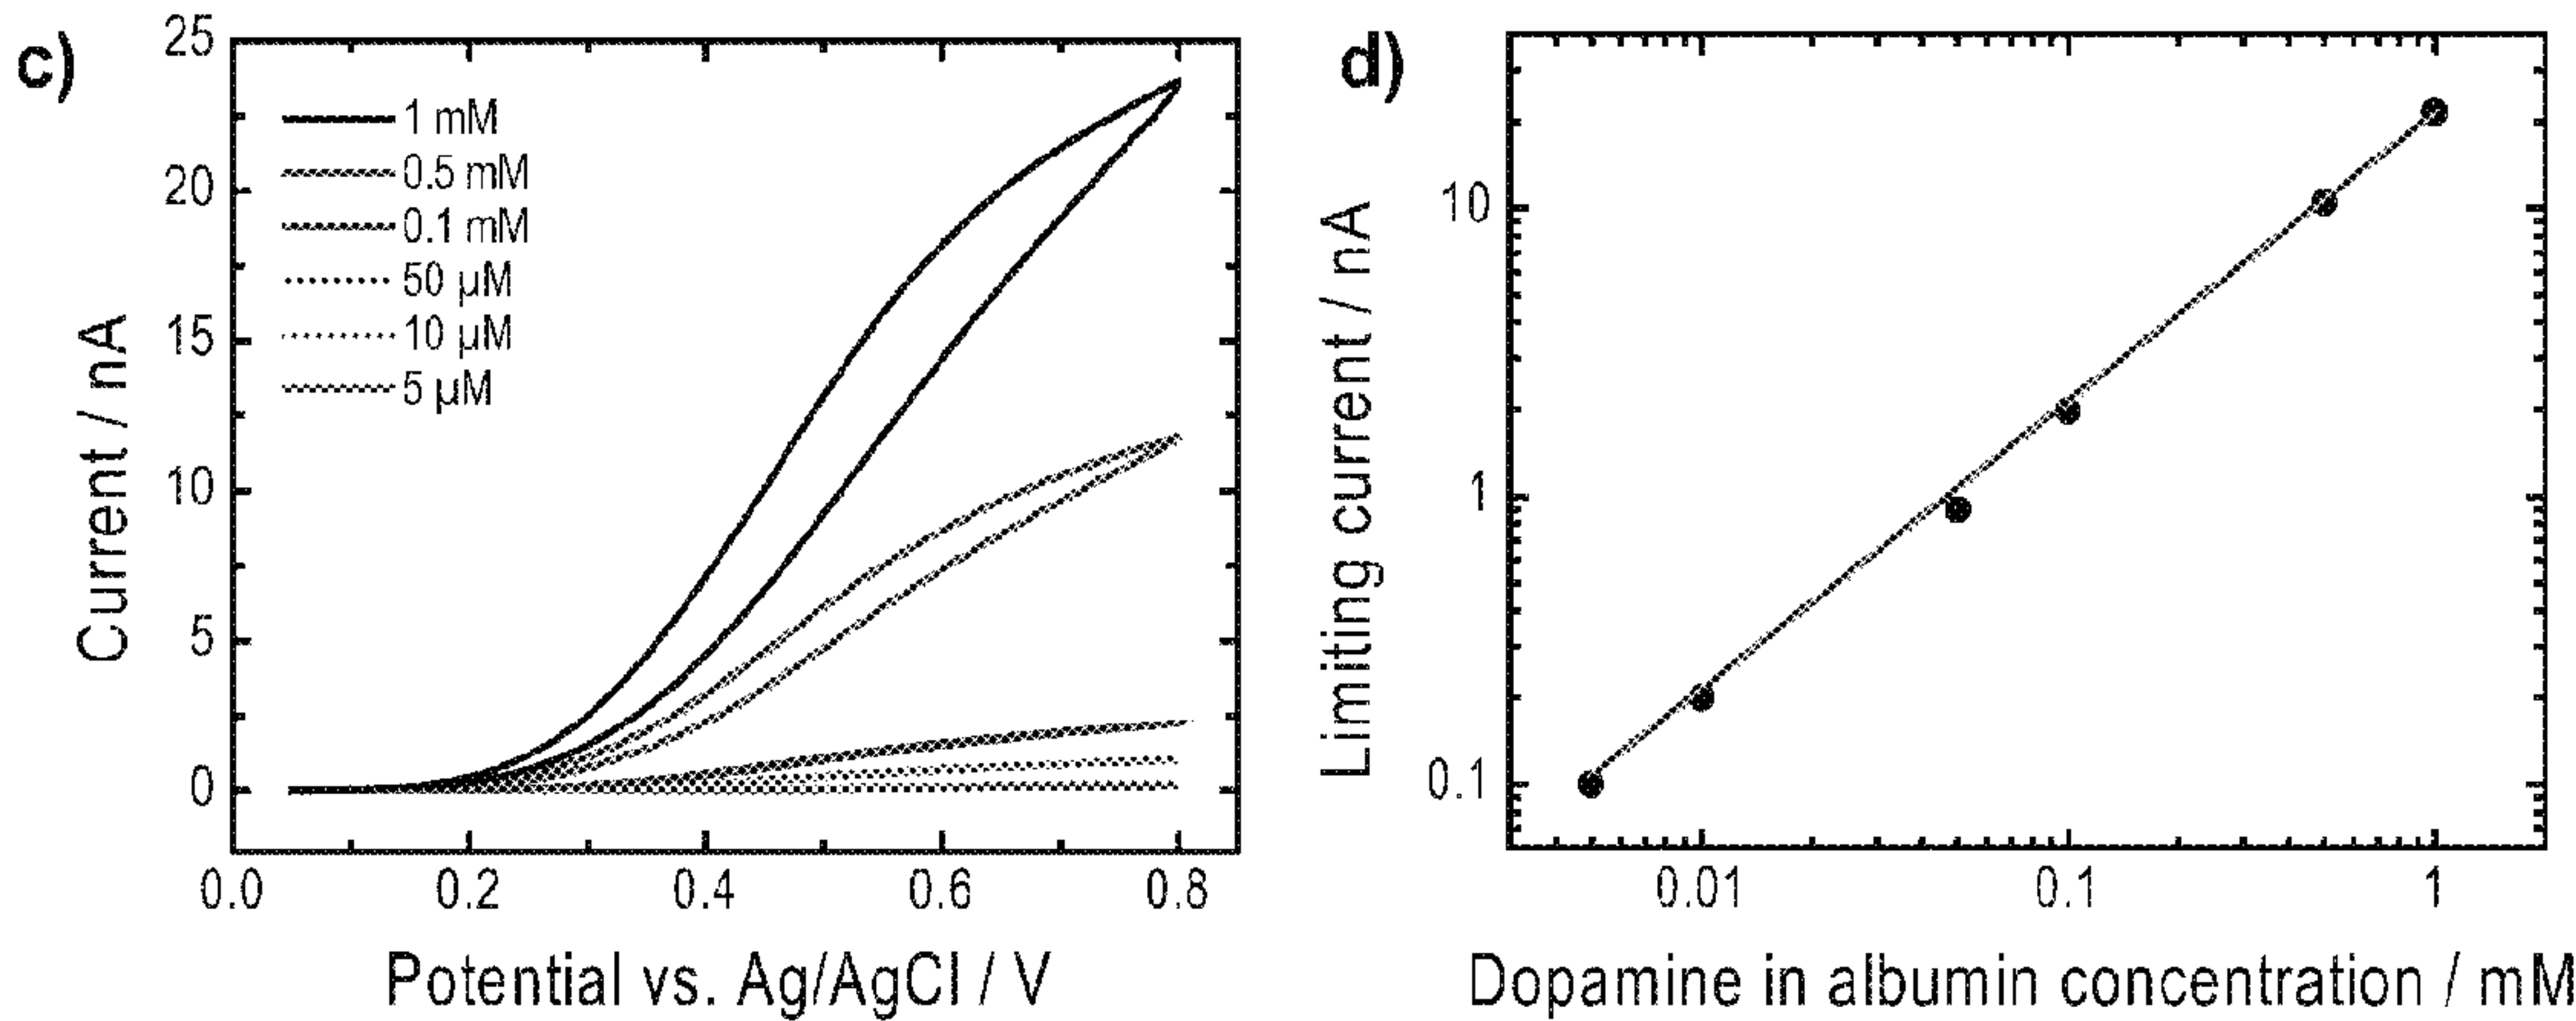 c)
25
20
15
10
5
0
Current / nA
1 mM
0.5 mM
0.1 mM
50 µM
10 µM
5 µM
0.0 0.2 0.4 0.6 0.8
Potential vs. Ag/AgCl / V
d)
10
1
0.1
Limiting current / nA
0.01 0.1 1
Dopamine in albumin concentration / mM